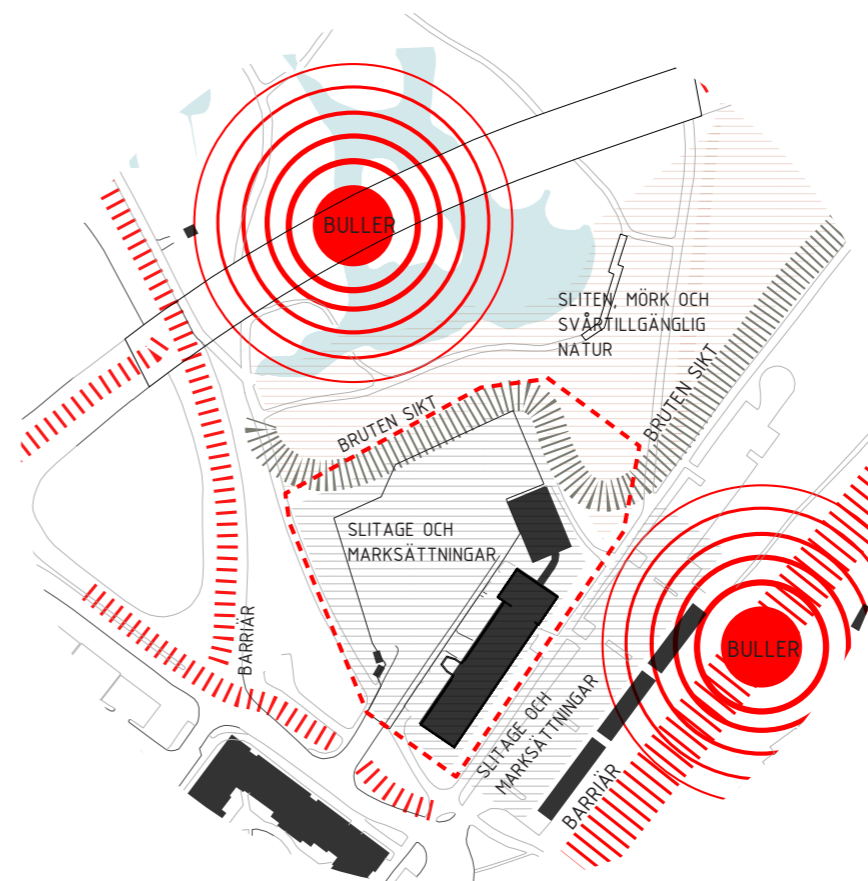 BULLER
SLITEN, MÖRK OCH
SVÅRTILLGÄNGLIG
NATUR
BRUTEN SIKT
BRUTEN SIKT
SLITAGE OCH
MARKSÄTTNINGAR
BARRIÄR
BULLER
SLITAGE OCH
MARKSÄTTNINGAR
BARRIÄR